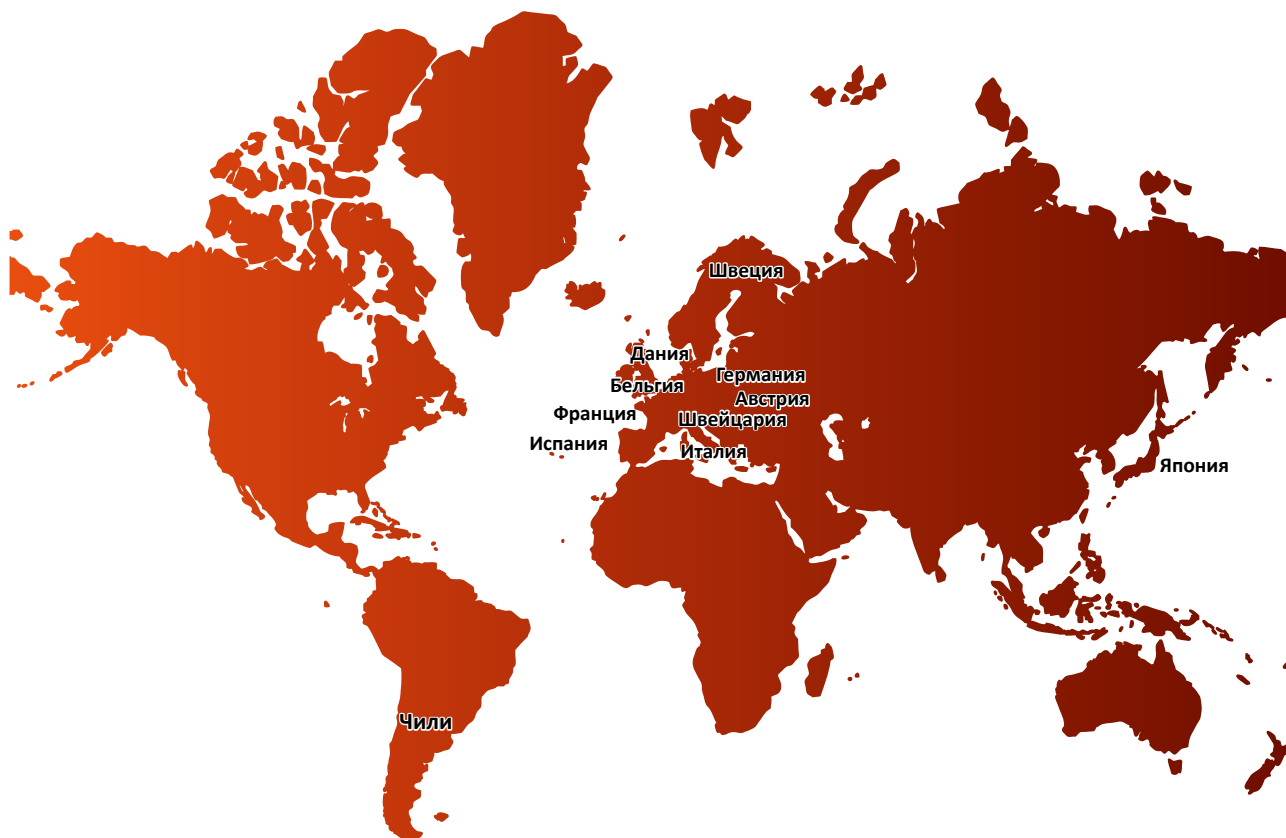 Швеция
Дания
Германия
Бельгия
Австрия
Франция
Швейцария
Испания
Италия
Япония
Чили